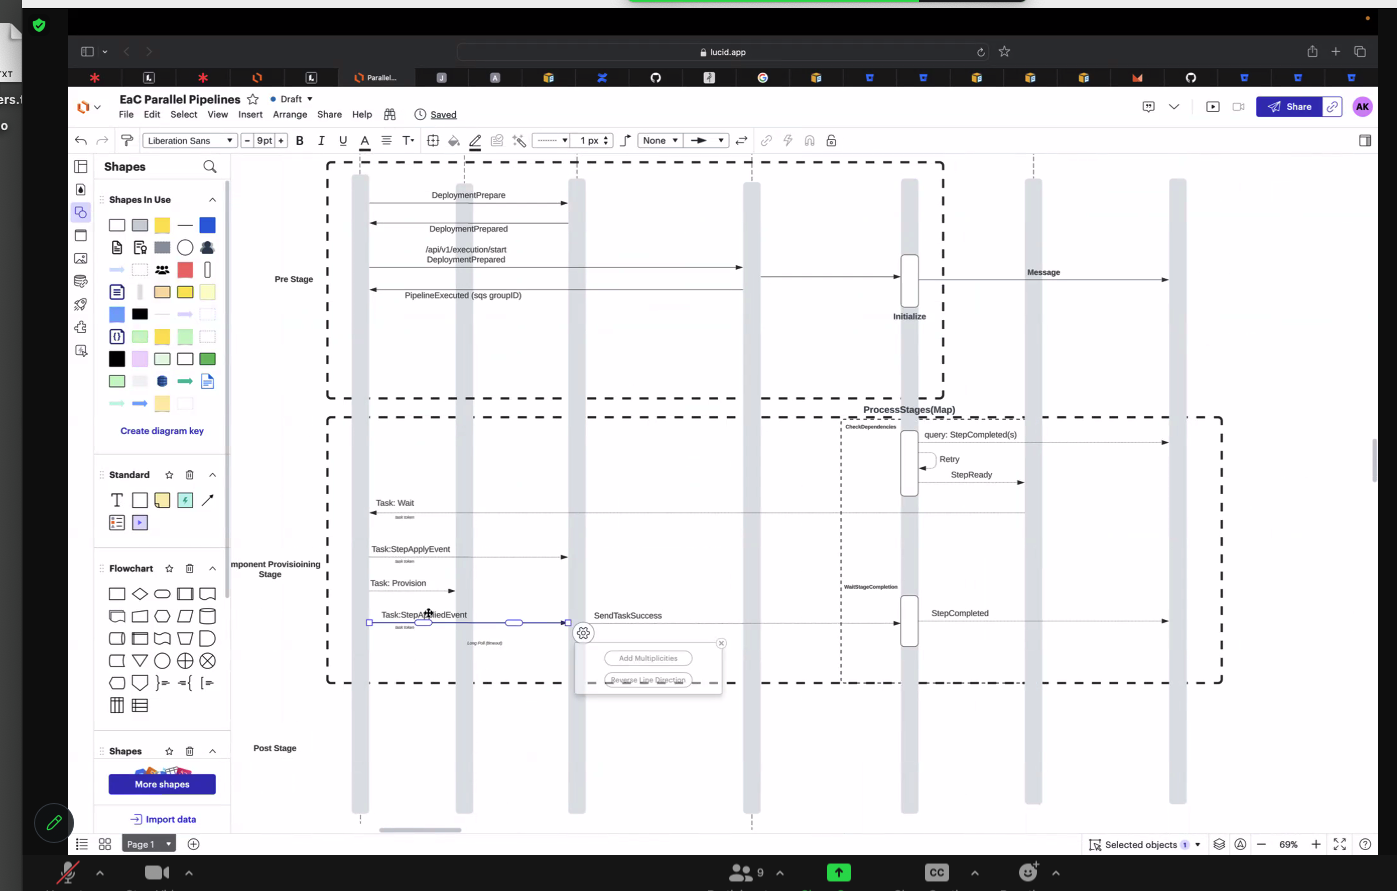 TXT
ers.f
lucid.app
Parallel...
EaC Parallel Pipelines
Draft
File Edit Select View Insert Arrange Share Help Saved
Share
AK
Liberation Sans
- 9pt +
B I U A T
1 px
None
Shapes
Shapes In Use
Create diagram key
Standard
T
Flowchart
Shapes
More shapes
Import data
DeploymentPrepare
DeploymentPrepared
/api/v1/execution/start
DeploymentPrepared
PipelineExecuted (sqs groupID)
Pre Stage
Message
Initialize
ProcessStages(Map)
CheckDependencies
query: StepCompleted(s)
Retry
StepReady
Task: Wait
task token
Task:StepApplyEvent
task token
mponent Provisioining
Stage
Task: Provision
WaitStageCompletion
Task:StepAppliedEvent
task token
SendTaskSuccess
StepCompleted
(Long Poll (timeout)
Add Multiplicities
Reverse Line Direction
Post Stage
Page 1
Selected objects 1
69%
9
CC